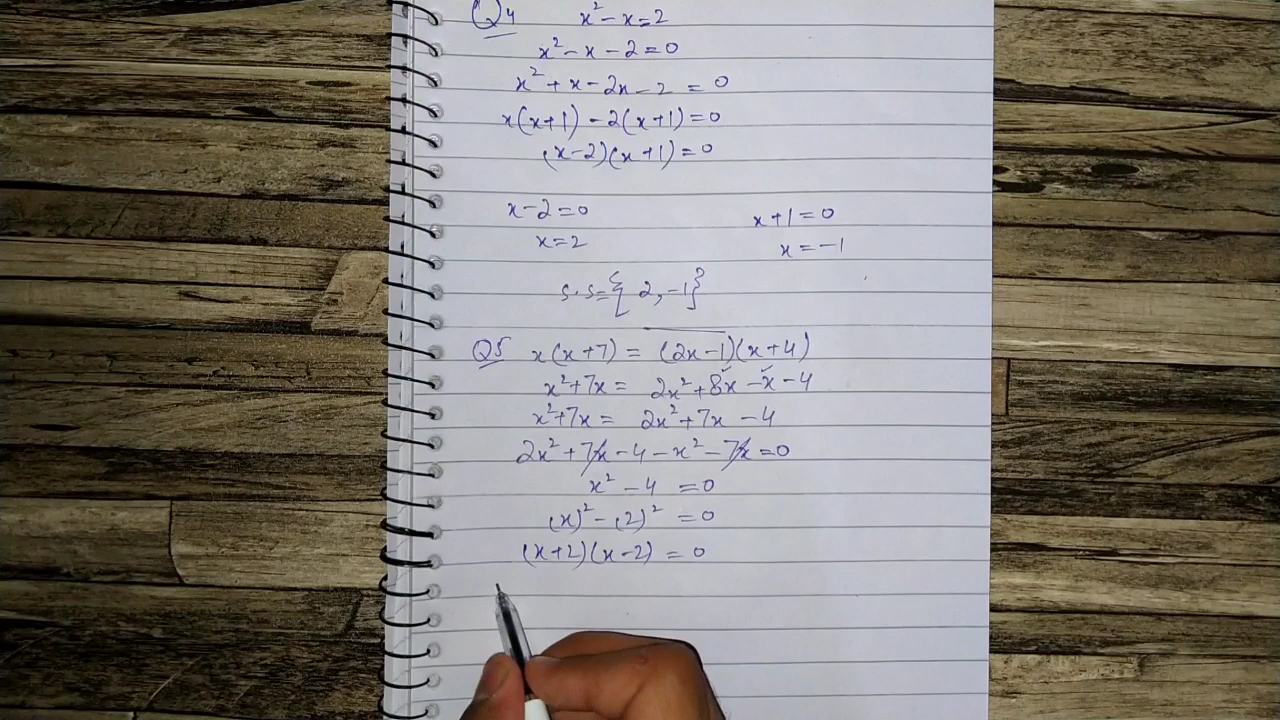 Q4 x² - x = 2
x² - x - 2 = 0
x² + x - 2x - 2 = 0
x(x+1) - 2(x+1) = 0
(x-2)(x+1) = 0
x-2=0 x+1=0
x=2 x=-1
S.S={2,-1}
Q5 x(x+7) = (2x-1)(x+4)
x²+7x = 2x²+8x-x-4
x²+7x = 2x²+7x-4
2x²+7x-4-x²-7x=0
x²-4 =0
(x)²-(2)² =0
(x+2)(x-2) = 0